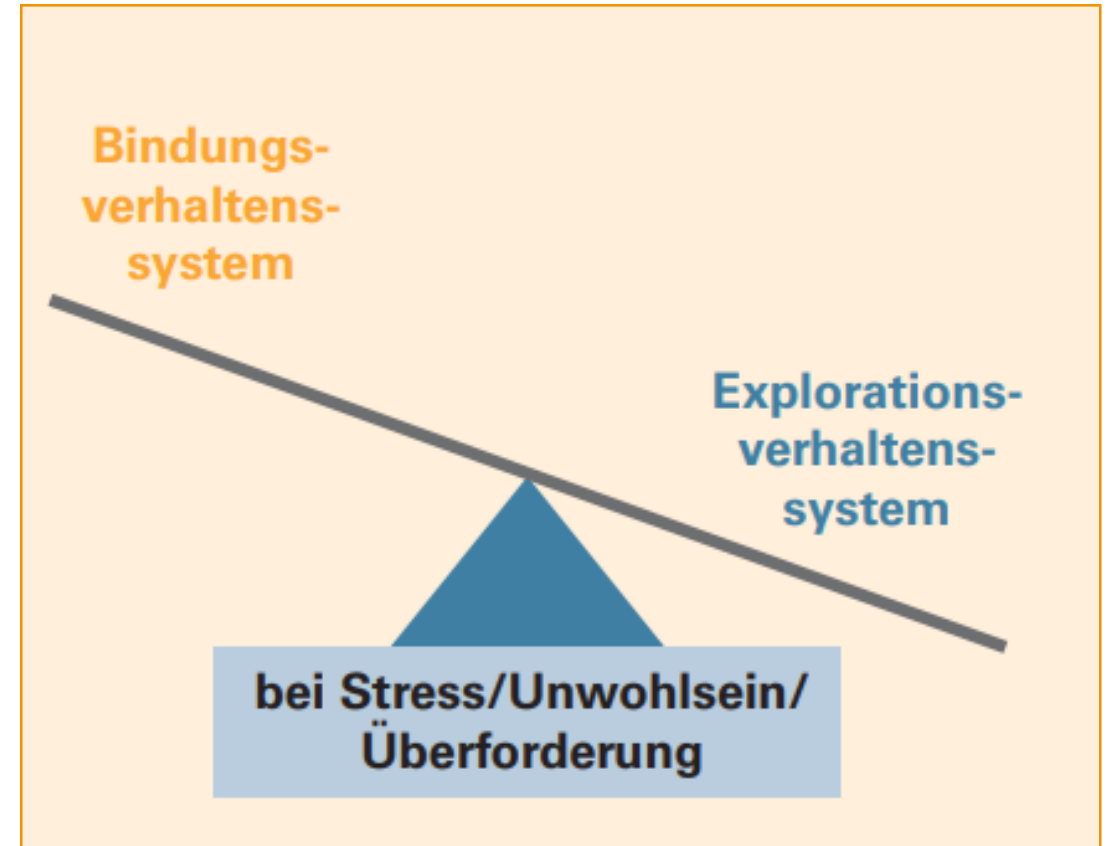 Bindungs-
verhaltens-
system
Explorations-
verhaltens-
system
bei Stress/Unwohlsein/
Überforderung